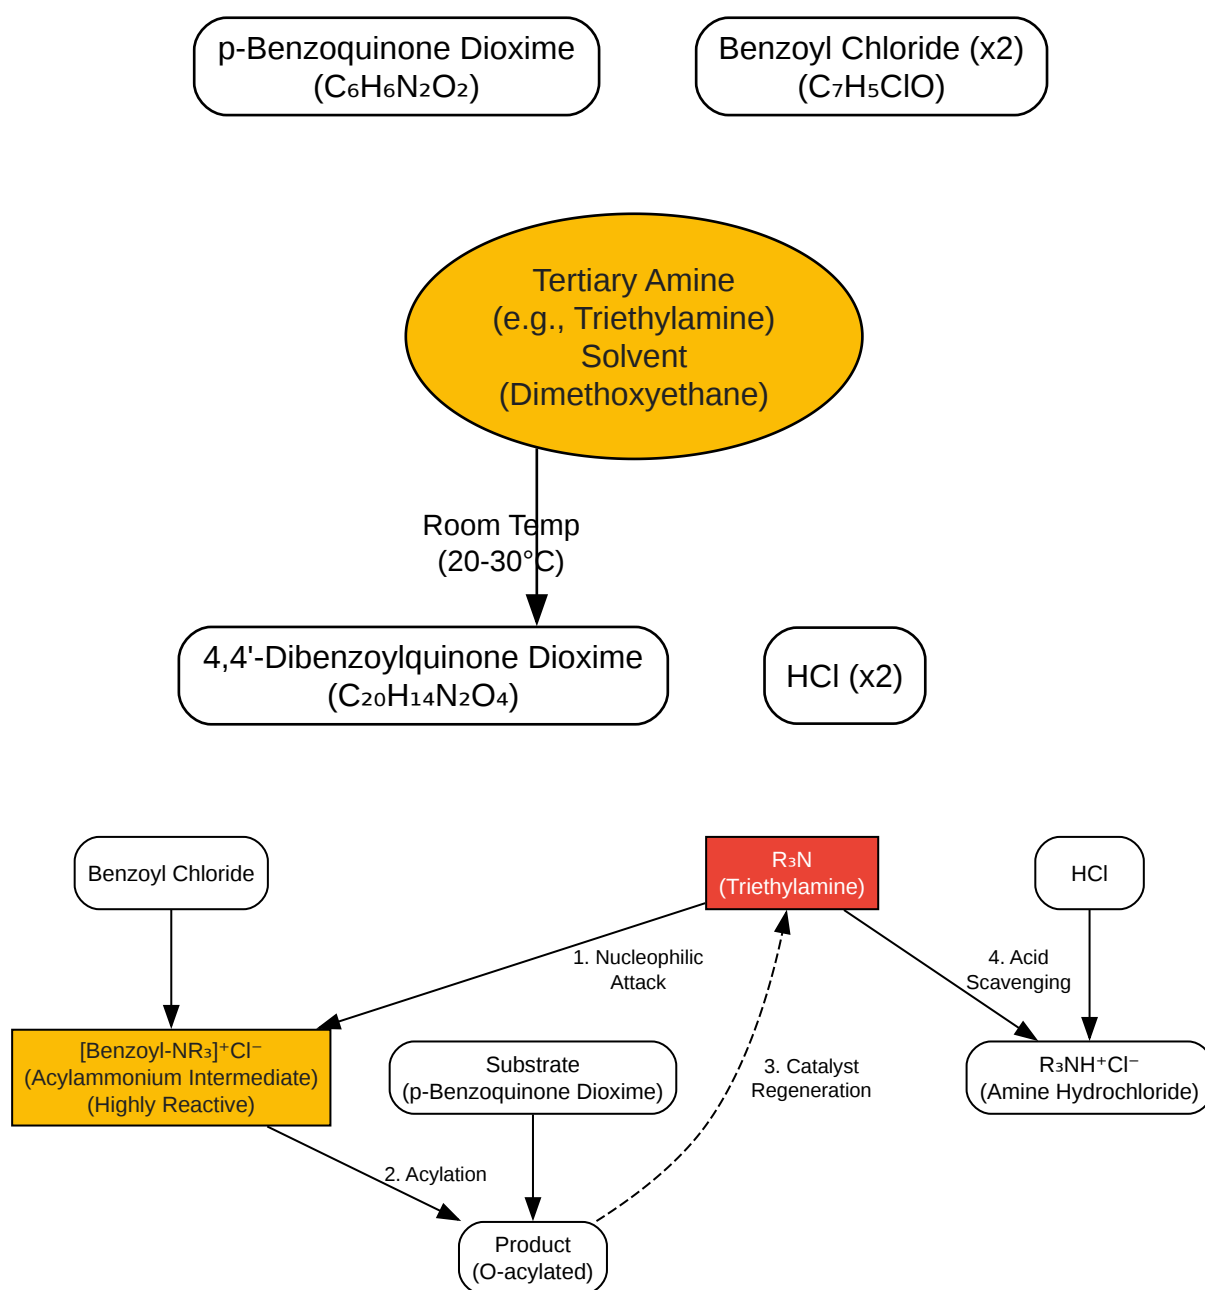 p-Benzoquinone Dioxime
(C₆H₆N₂O₂)
Benzoyl Chloride (x2)
(C₇H₅ClO)
Tertiary Amine
(e.g., Triethylamine)
Solvent
(Dimethoxyethane)
Room Temp
(20-30°C)
4,4'-Dibenzoylquinone Dioxime
(C₂₀H₁₄N₂O₄)
HCl (x2)
Benzoyl Chloride
R₃N
(Triethylamine)
HCl
1. Nucleophilic
Attack
4. Acid
Scavenging
[Benzoyl-NR₃]⁺Cl⁻
(Acylammonium Intermediate)
(Highly Reactive)
Substrate
(p-Benzoquinone Dioxime)
3. Catalyst
Regeneration
R₃NH⁺Cl⁻
(Amine Hydrochloride)
2. Acylation
Product
(O-acylated)